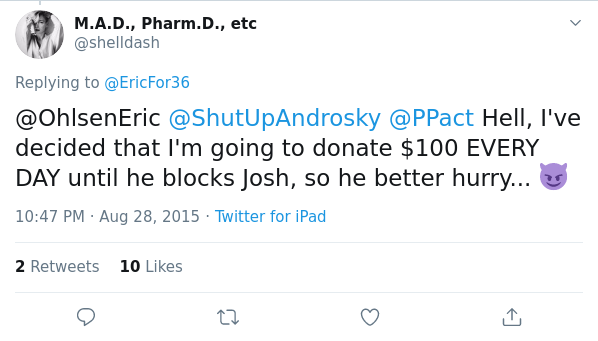 M.A.D., Pharm.D., etc
@shelldash
Replying to @EricFor36
@OhlsenEric @ShutUpAndrosky @PPact Hell, I've
decided that I'm going to donate $100 EVERY
DAY until he blocks Josh, so he better hurry... 😈
10:47 PM · Aug 28, 2015 · Twitter for iPad
2 Retweets 10 Likes